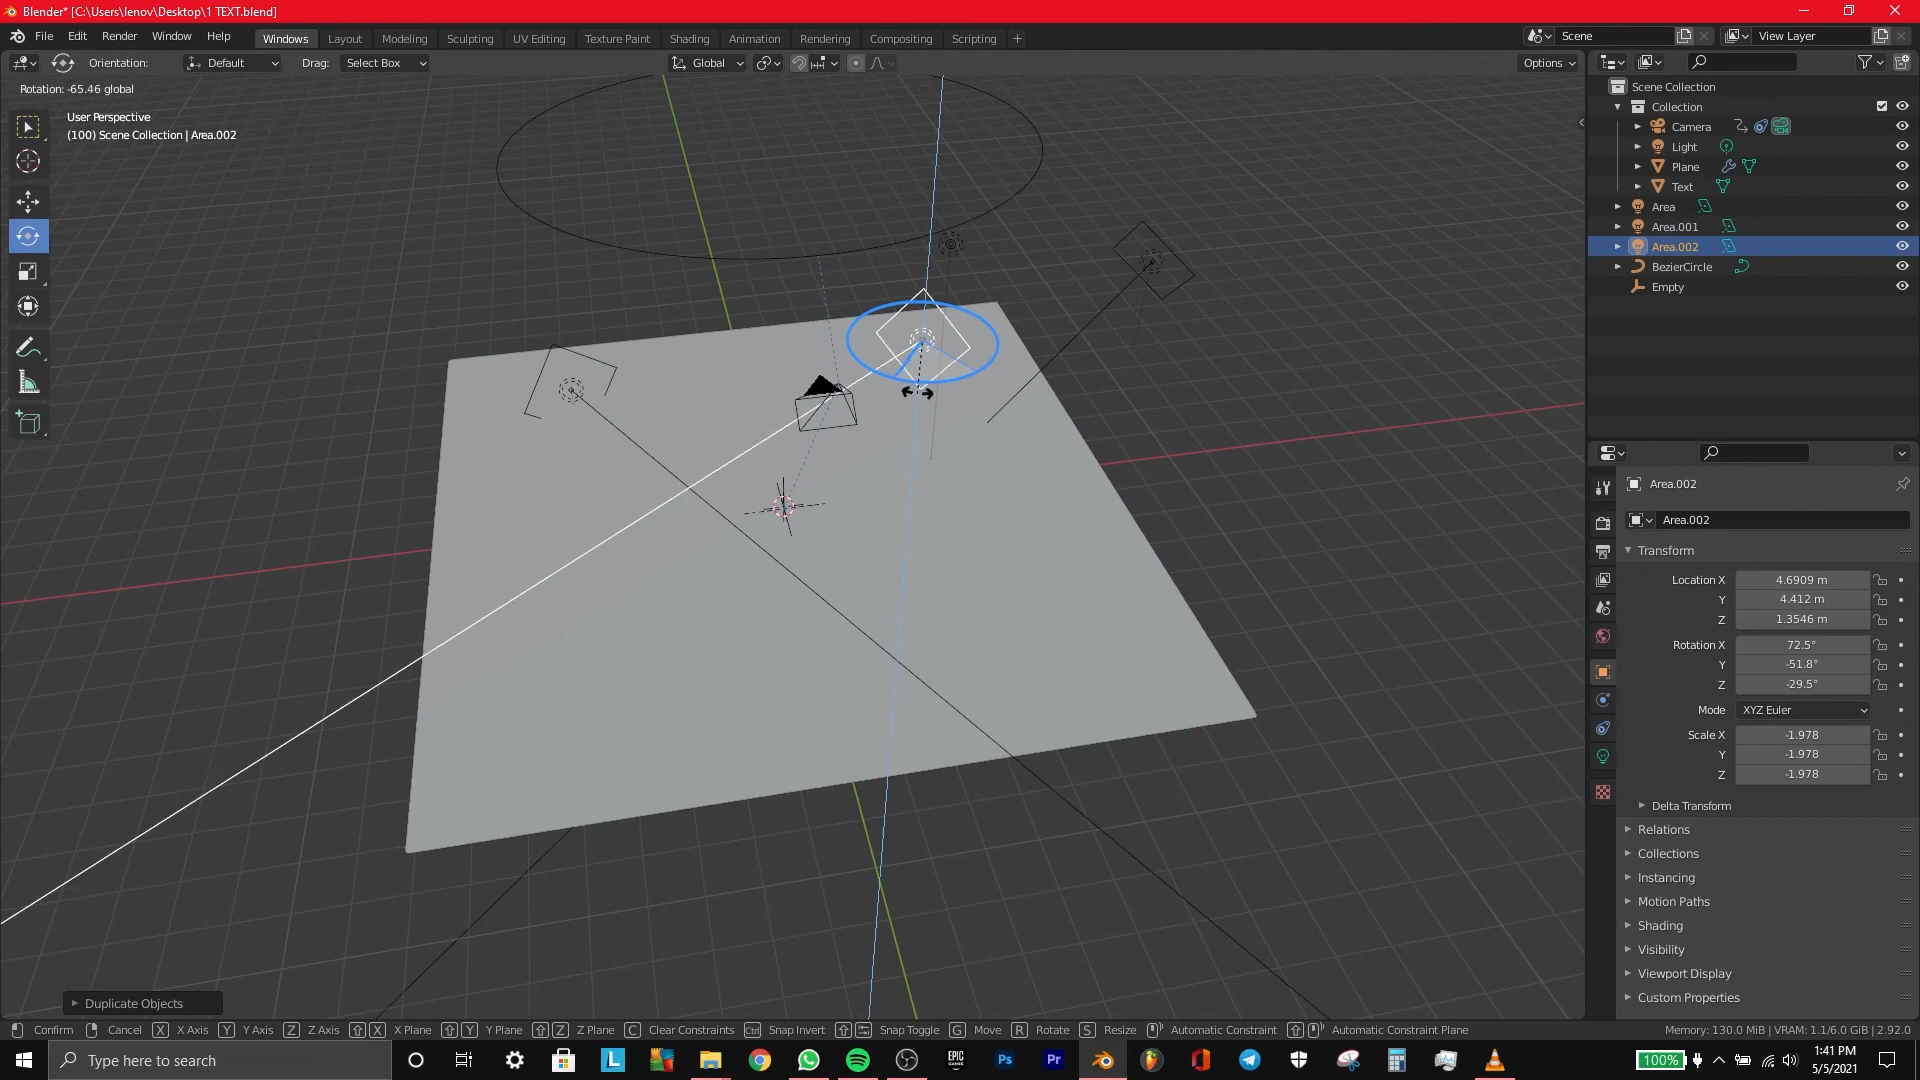 Blender* [C:\Users\lenov\Desktop\1 TEXT.blend]
File Edit Render Window Help
Windows Layout Modeling Sculpting UV Editing Texture Paint Shading Animation Rendering Compositing Scripting
Scene
View Layer
Orientation: Default Drag: Select Box
Global
Options
Rotation: -65.46 global
User Perspective
(100) Scene Collection | Area.002
Scene Collection
Collection
Camera
Light
Plane
Text
Area
Area.001
Area.002
BezierCircle
Empty
Area.002
Area.002
Transform
Location X 4.6909 m
Y 4.412 m
Z 1.3546 m
Rotation X 72.5°
Y -51.8°
Z -29.5°
Mode XYZ Euler
Scale X -1.978
Y -1.978
Z -1.978
Delta Transform
Relations
Collections
Instancing
Motion Paths
Shading
Visibility
Viewport Display
Custom Properties
Duplicate Objects
Confirm Cancel X X Axis Y Y Axis Z Z Axis X X Plane Y Y Plane Z Z Plane C Clear Constraints Ctrl Snap Invert Snap Toggle G Move R Rotate S Resize Automatic Constraint Automatic Constraint Plane
Memory: 130.0 MiB | VRAM: 1.1/6.0 GiB | 2.92.0
Type here to search
L
EPIC GAMES
Ps
Pr
100%
1:41 PM
5/5/2021